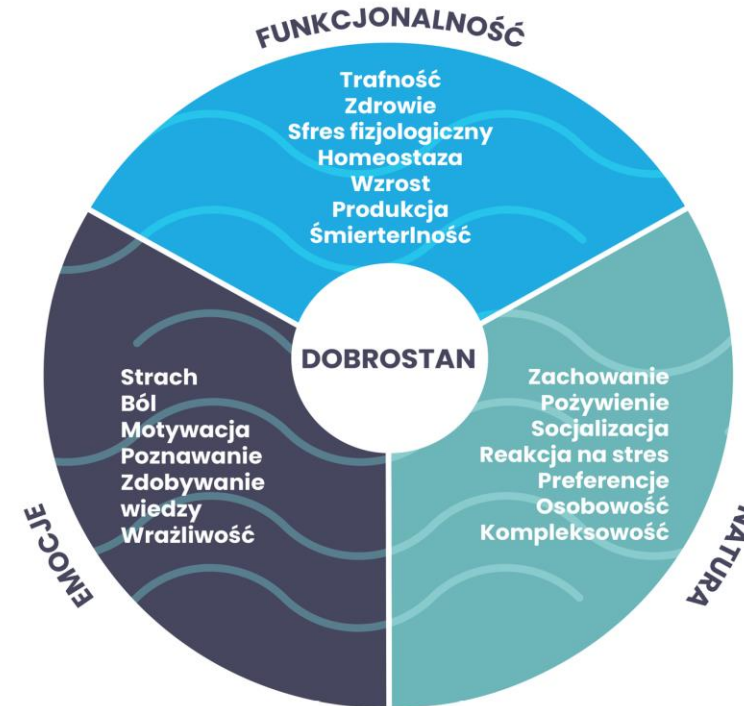 FUNKCJONALNOŚĆ
Trafność
Zdrowie
Sfres fizjologiczny
Homeostaza
Wzrost
Produkcja
Śmierterlność
DOBROSTAN
Strach
Ból
Motywacja
Poznawanie
Zdobywanie
wiedzy
Wrażliwość
EMOCJE
Zachowanie
Pożywienie
Socjalizacja
Reakcja na stres
Preferencje
Osobowość
Kompleksowość
NATURA